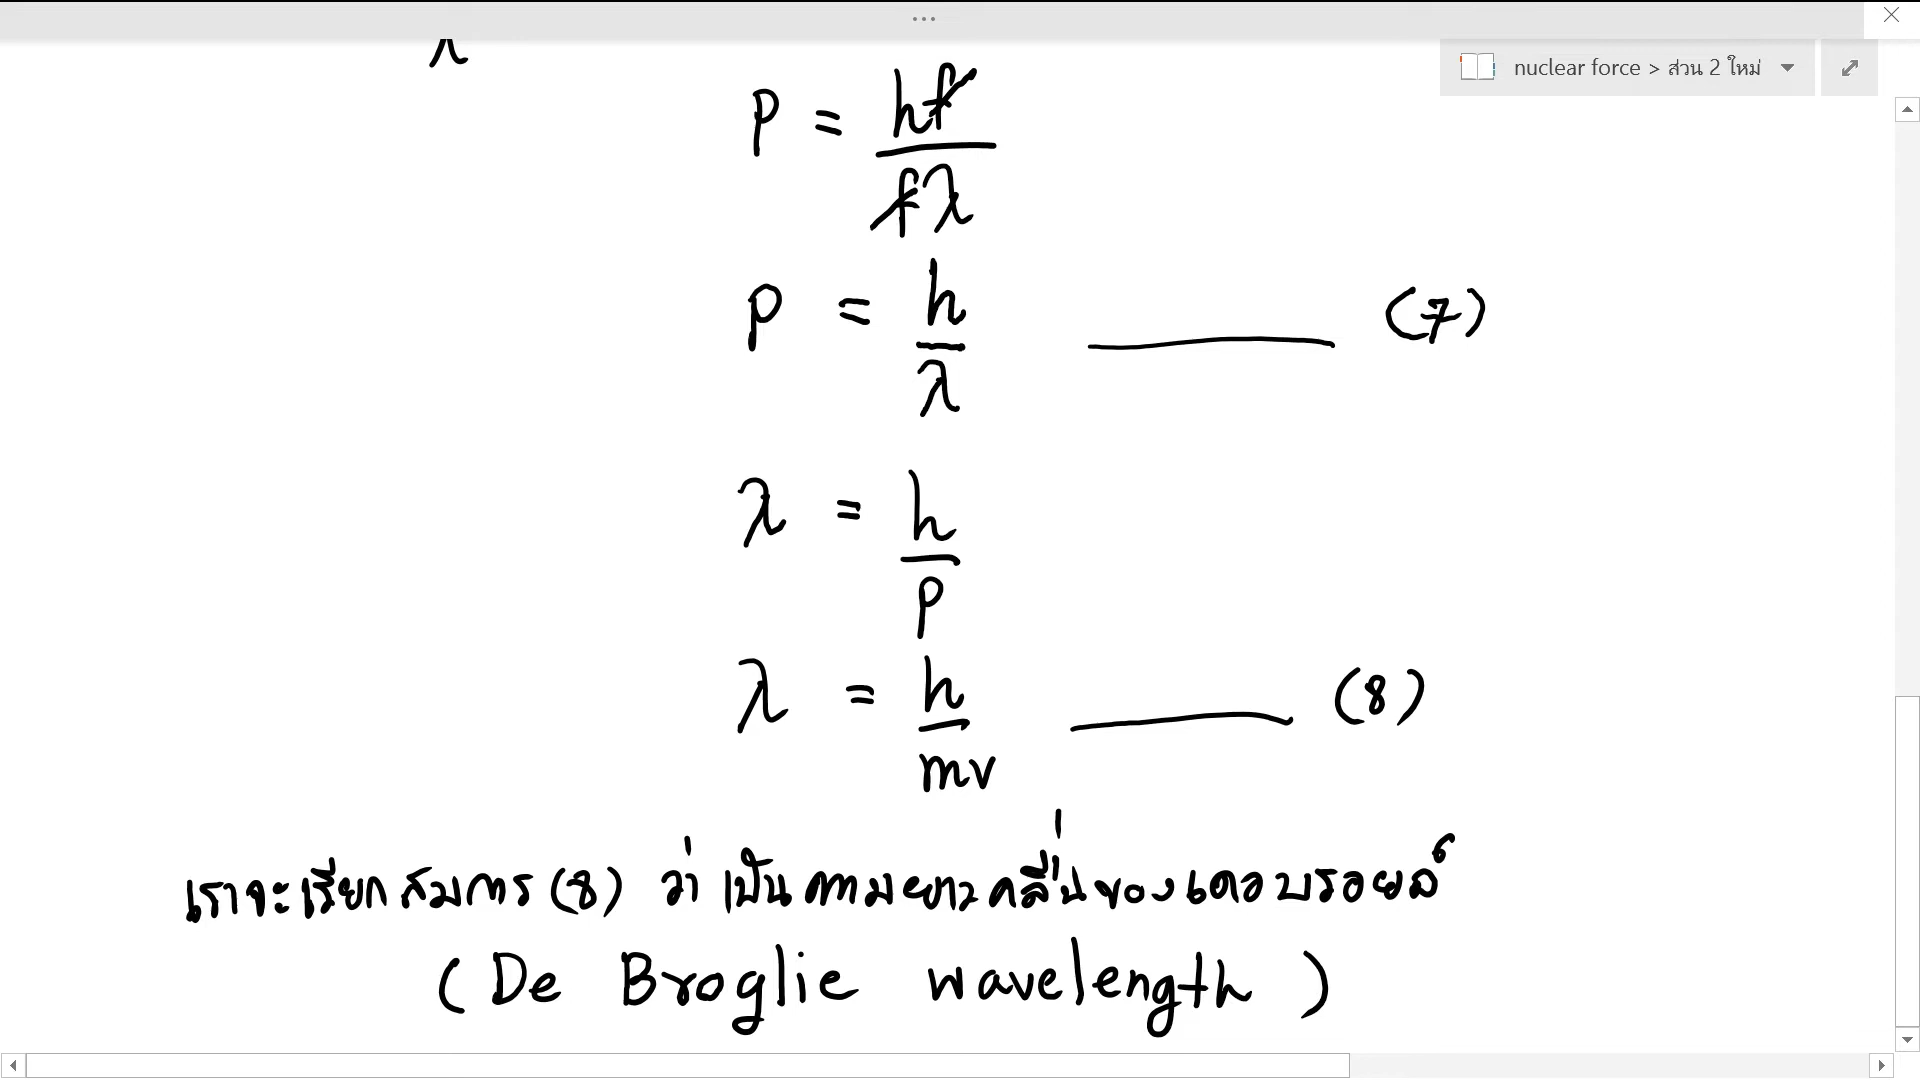 ...
nuclear force > ส่วน 2 ใหม่
λ
P = hf / fλ
P = h / λ (7)
λ = h / P
λ = h / mv (8)
เราจะเรียกสมการ (8) ว่า เป็นความยาวคลื่นของเดอบรอยล์
( De Broglie wavelength )